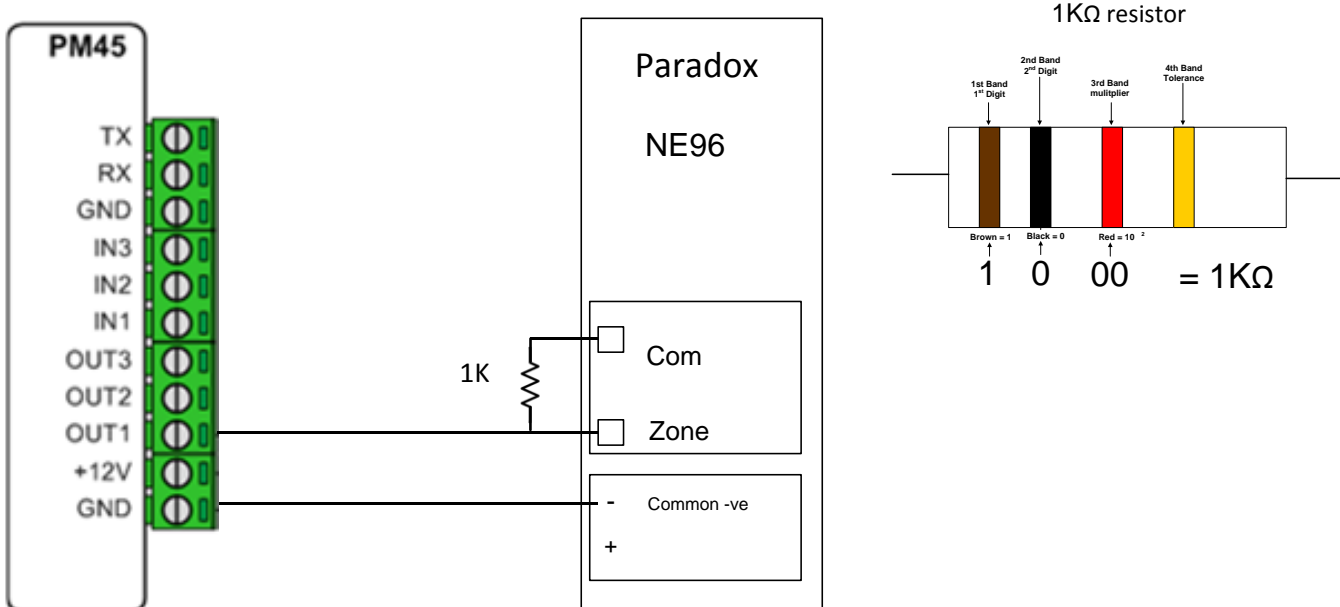 PM45
TX
RX
GND
IN3
IN2
IN1
OUT3
OUT2
OUT1
+12V
GND
1K
Paradox
NE96
Com
Zone
- Common -ve
+
1KΩ resistor
1st Band
1st Digit
2nd Band
2nd Digit
3rd Band
mulitplier
4th Band
Tolerance
Brown = 1
Black = 0
Red = 10 2
1 0 00 = 1KΩ